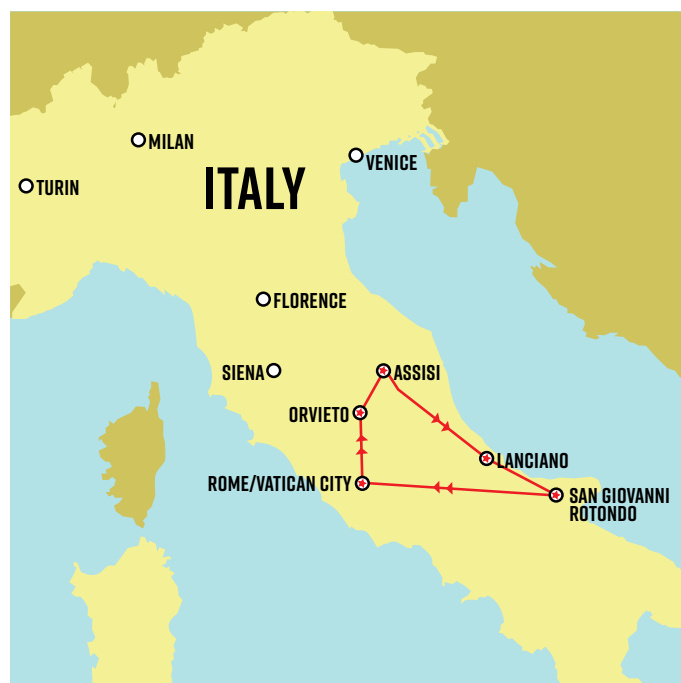 MILAN
VENICE
TURIN
ITALY
FLORENCE
SIENA
ASSISI
ORVIETO
LANCIANO
ROME/VATICAN CITY
SAN GIOVANNI
ROTONDO